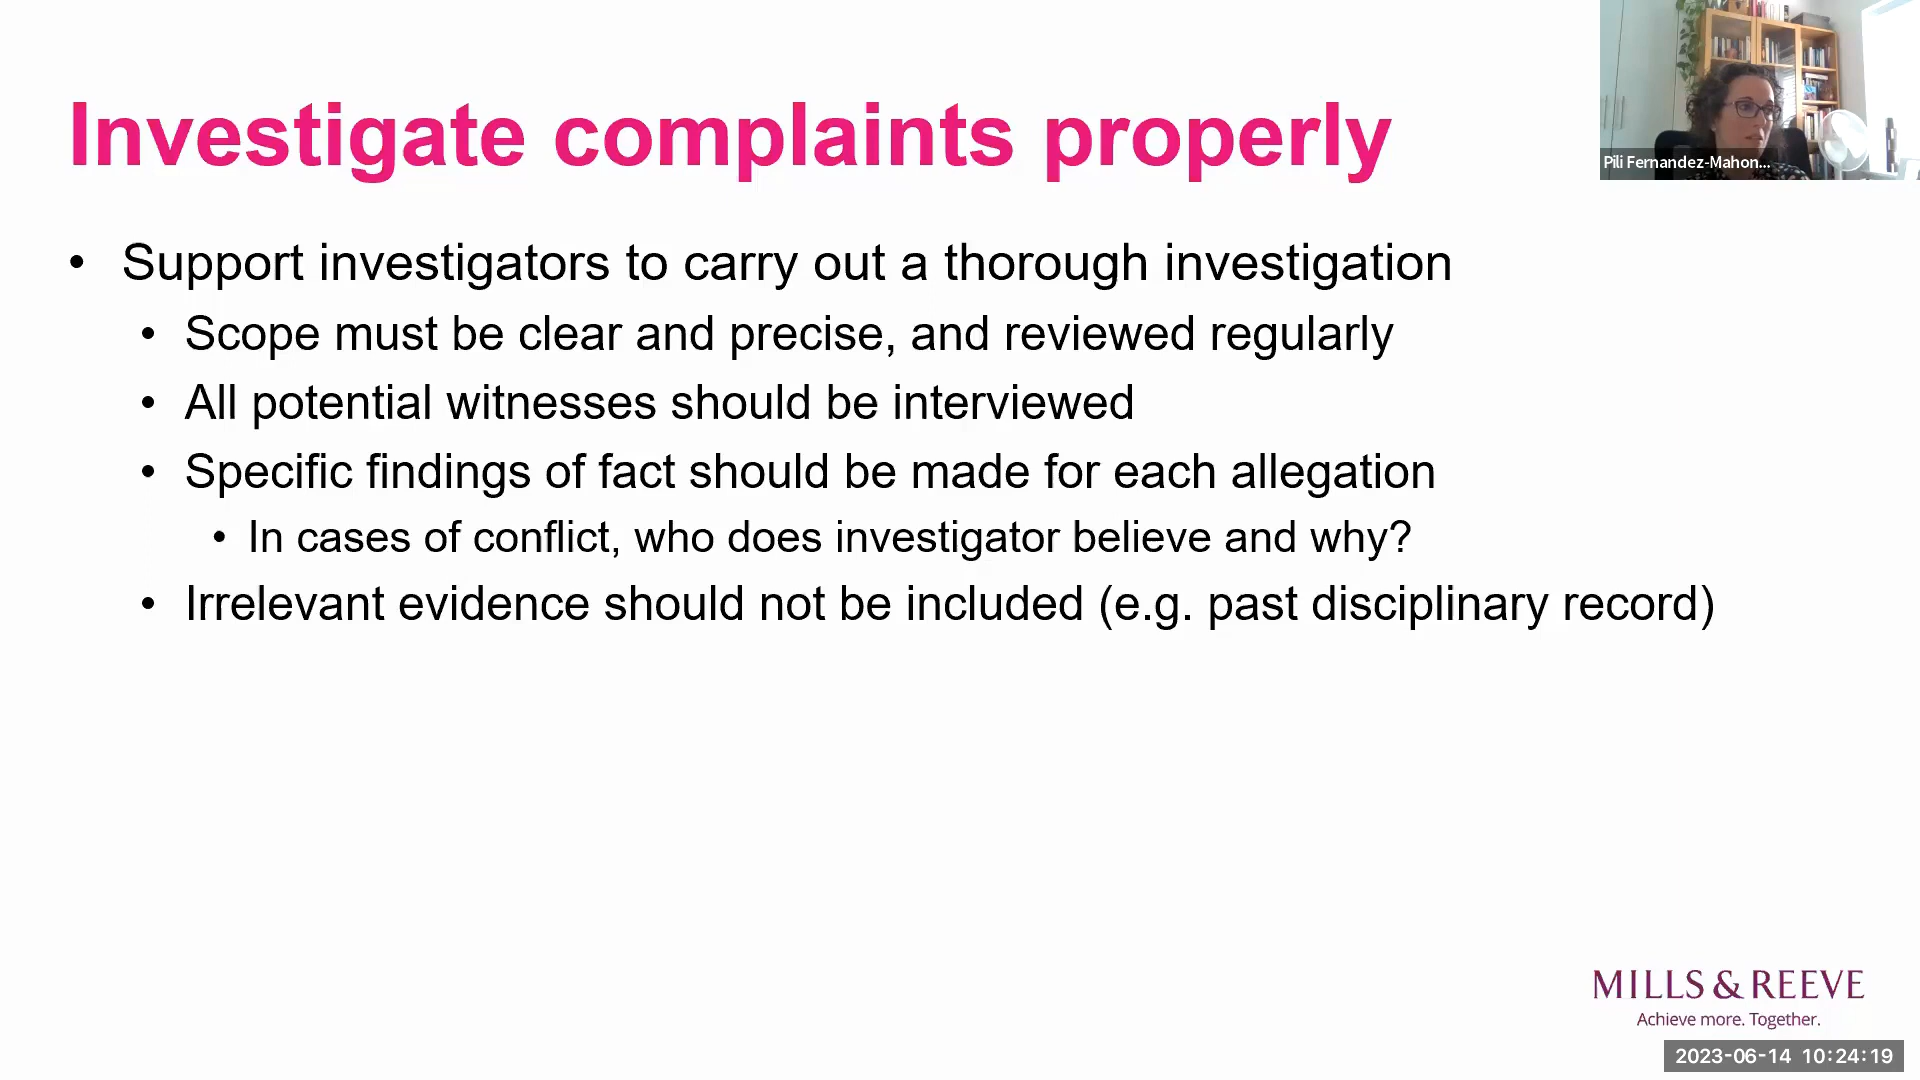 Investigate complaints properly
• Support investigators to carry out a thorough investigation
• Scope must be clear and precise, and reviewed regularly
• All potential witnesses should be interviewed
• Specific findings of fact should be made for each allegation
• In cases of conflict, who does investigator believe and why?
• Irrelevant evidence should not be included (e.g. past disciplinary record)
Pili Fernandez-Mahon...
MILLS & REEVE
Achieve more. Together.
2023-06-14 10:24:19